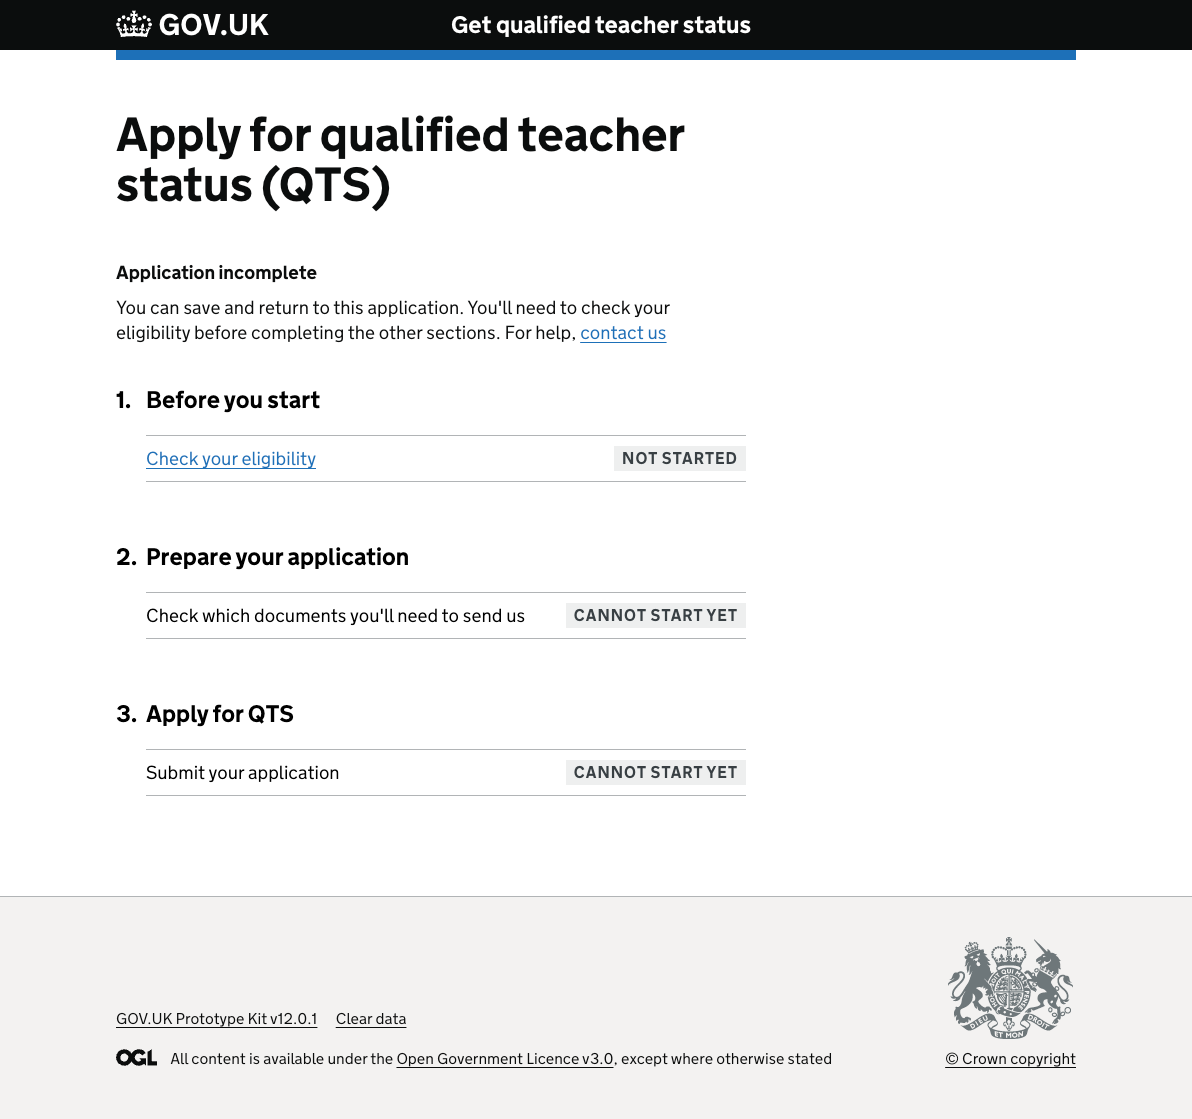 GOV.UK Get qualified teacher status
Apply for qualified teacher
status (QTS)
Application incomplete
You can save and return to this application. You'll need to check your
eligibility before completing the other sections. For help, contact us
1. Before you start
Check your eligibility NOT STARTED
2. Prepare your application
Check which documents you'll need to send us CANNOT START YET
3. Apply for QTS
Submit your application CANNOT START YET
GOV.UK Prototype Kit v12.0.1 Clear data
DIEU ET MON DROIT
OGL All content is available under the Open Government Licence v3.0, except where otherwise stated
© Crown copyright